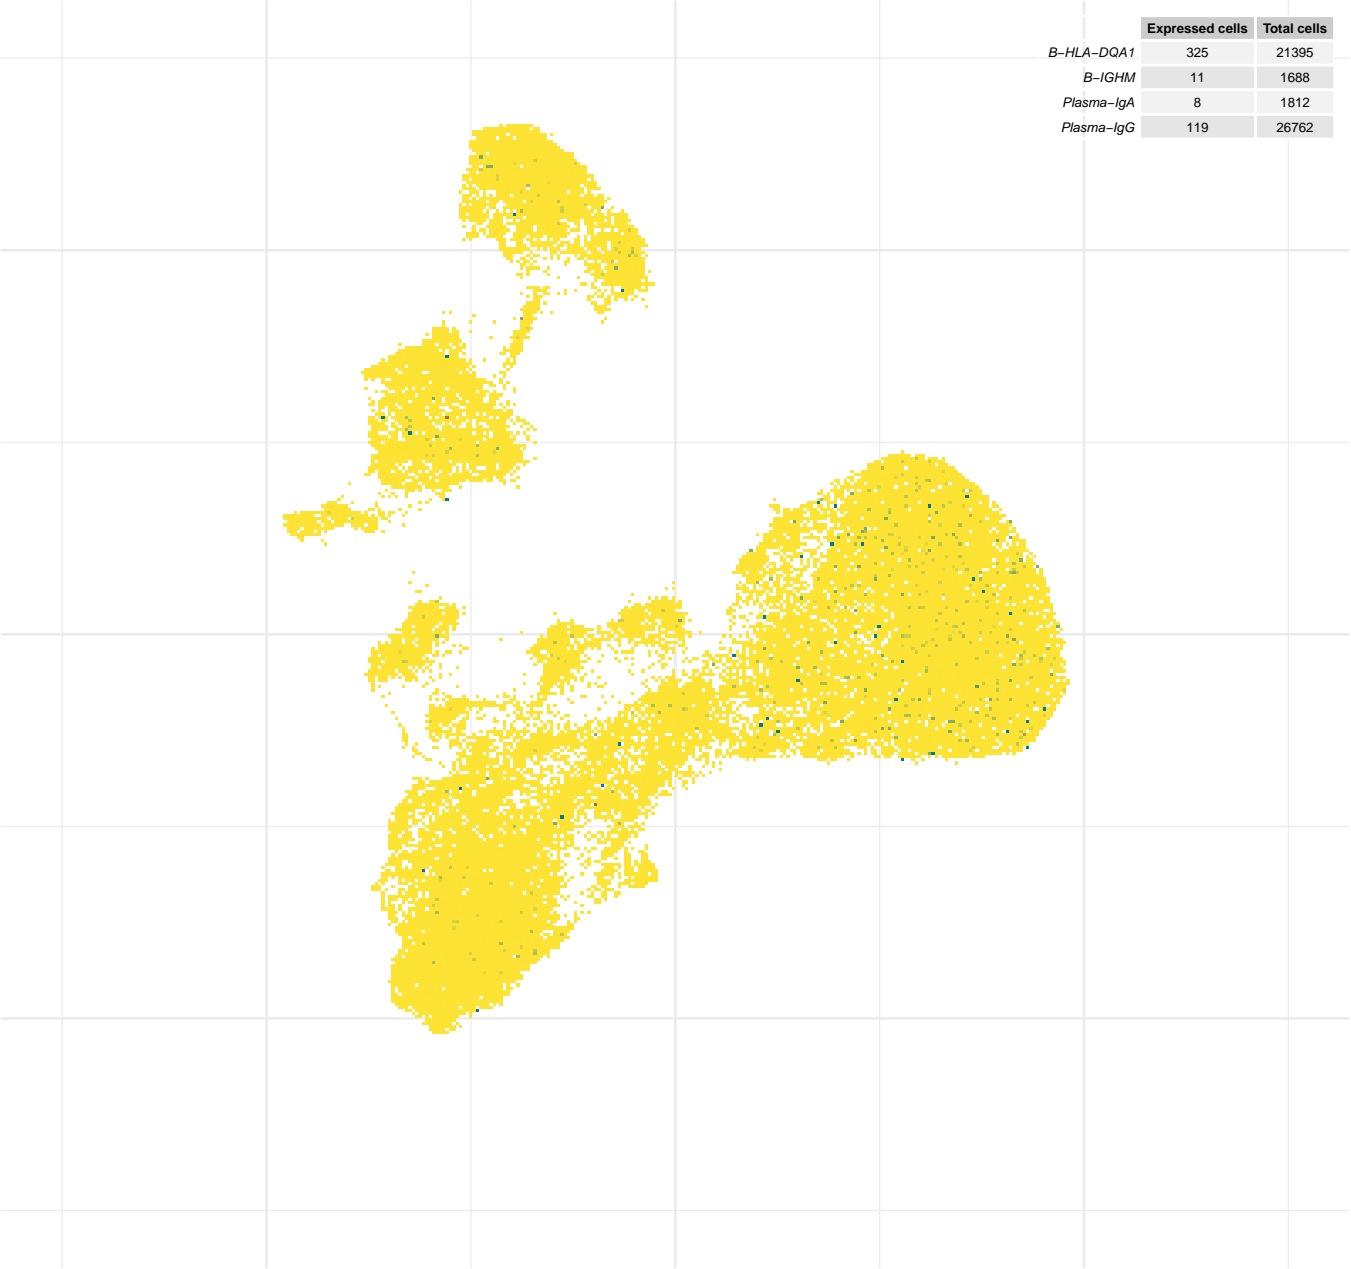 Expressed cells Total cells
B−HLA−DQA1 325 21395
B−IGHM 11 1688
Plasma−IgA 8 1812
Plasma−IgG 119 26762